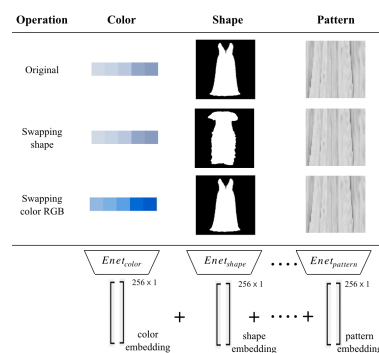 Operation Color Shape Pattern
Original
Swapping
shape
Swapping
color RGB
Enet_color Enet_shape .... Enet_pattern
256 x 1 256 x 1 256 x 1
+ + .... +
color
embedding
shape
embedding
pattern
embedding